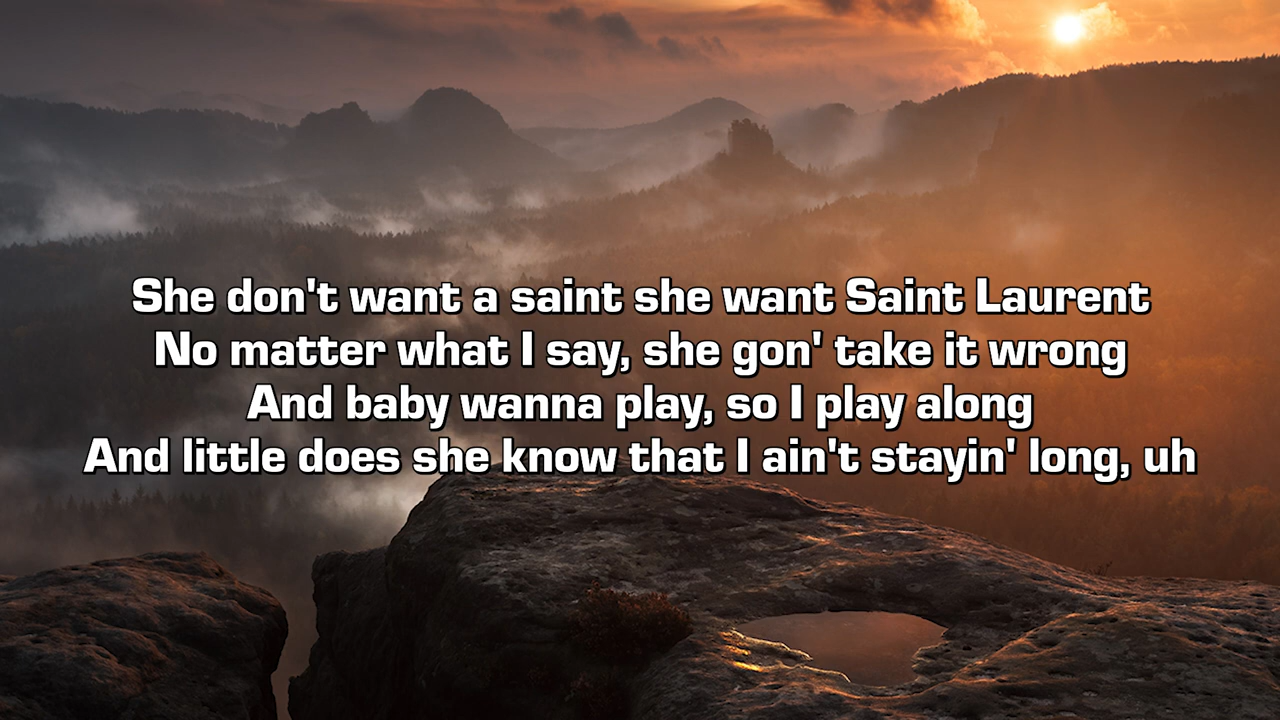 She don't want a saint she want Saint Laurent
No matter what I say, she gon' take it wrong
And baby wanna play, so I play along
And little does she know that I ain't stayin' long, uh